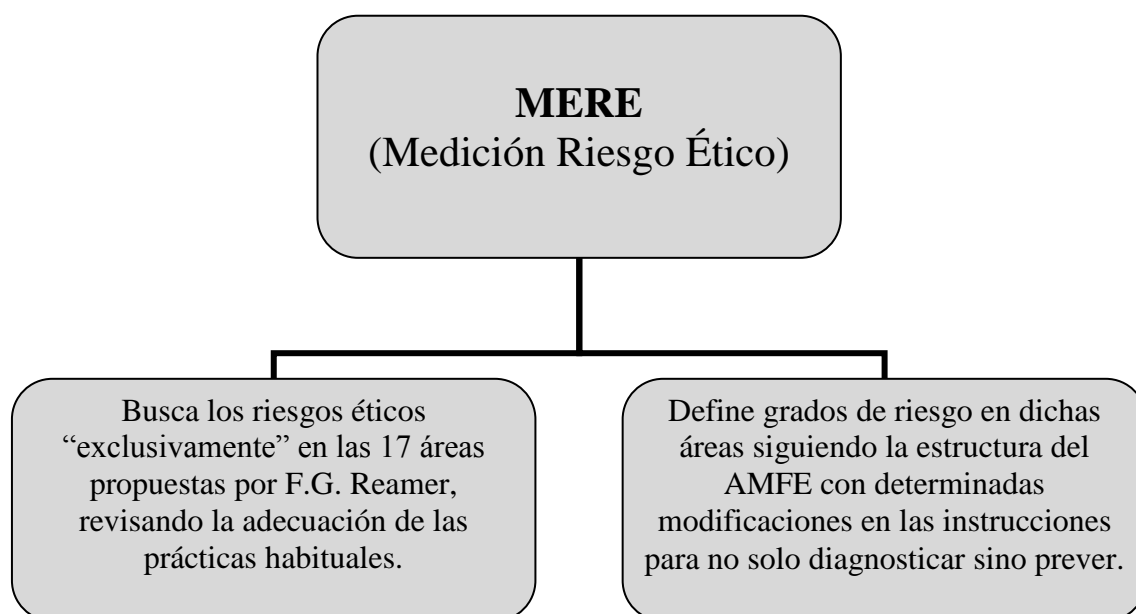 MERE
(Medición Riesgo Ético)
Busca los riesgos éticos
“exclusivamente” en las 17 áreas
propuestas por F.G. Reamer,
revisando la adecuación de las
prácticas habituales.
Define grados de riesgo en dichas
áreas siguiendo la estructura del
AMFE con determinadas
modificaciones en las instrucciones
para no solo diagnosticar sino prever.